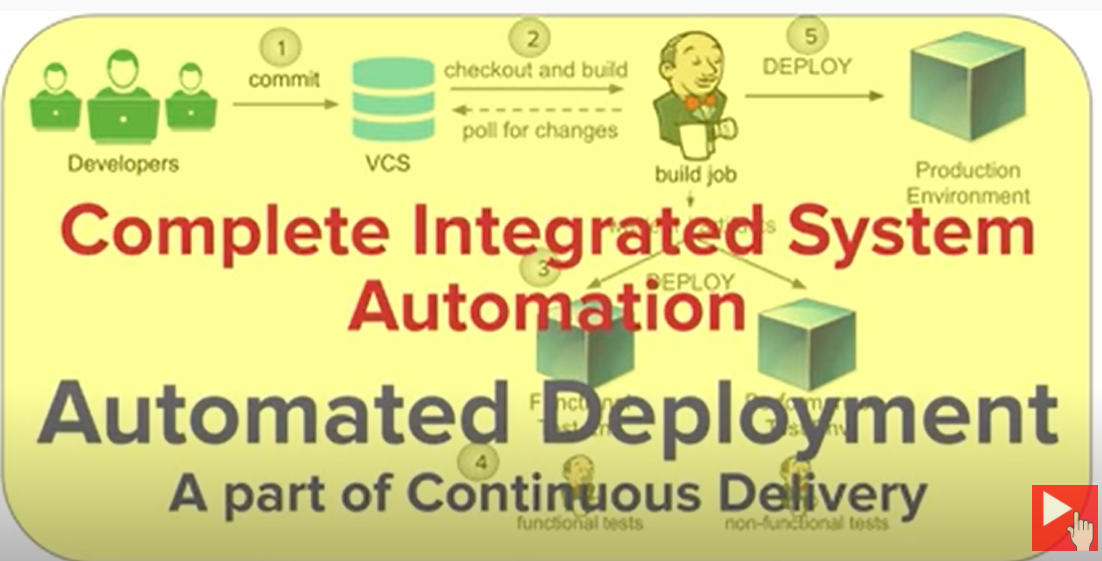 1
2
5
commit
checkout and build
DEPLOY
poll for changes
Developers
VCS
build job
Production
Environment
Complete Integrated System
3
DEPLOY
Automation
Automated Deployment
4
A part of Continuous Delivery
functional tests
non-functional tests